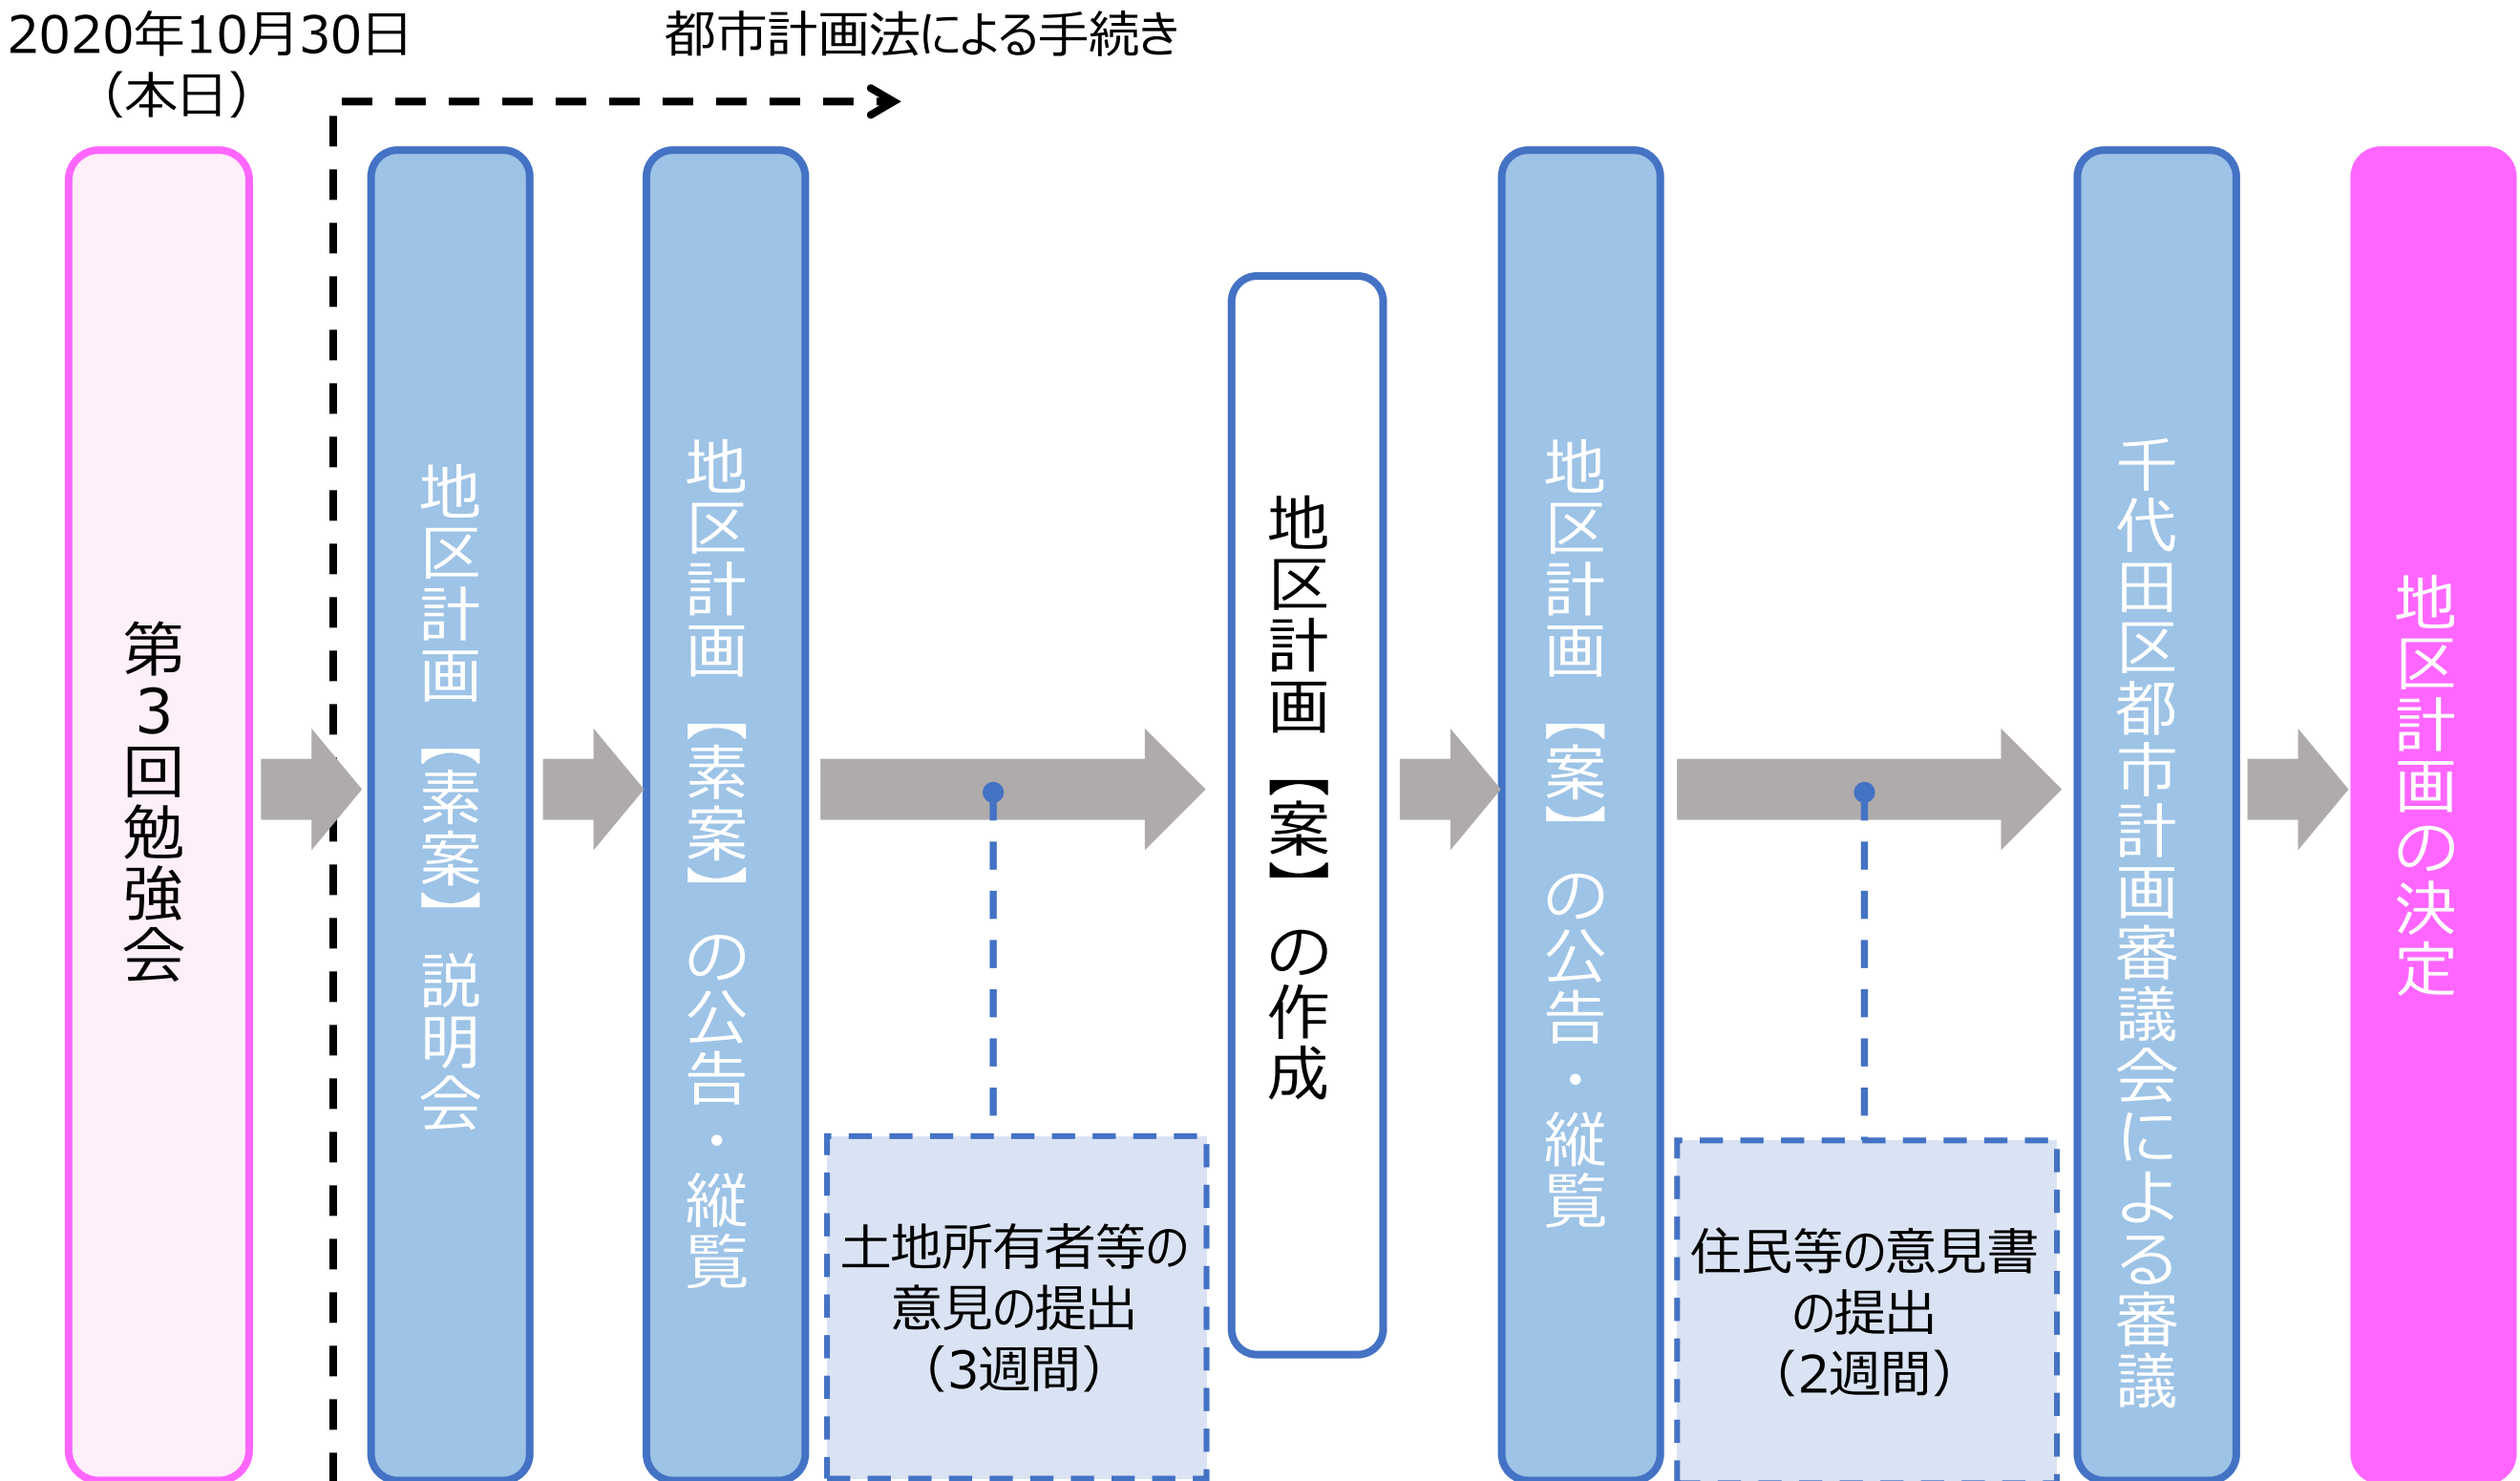 2020年10月30日
（本日）
都市計画法による手続き
第３回勉強会
地区計画【素案】説明会
地区計画【素案】の公告・縦覧
土地所有者等の
意見の提出
（3週間）
地区計画【案】の作成
地区計画【案】の公告・縦覧
住民等の意見書
の提出
（2週間）
千代田区都市計画審議会による審議
地区計画の決定